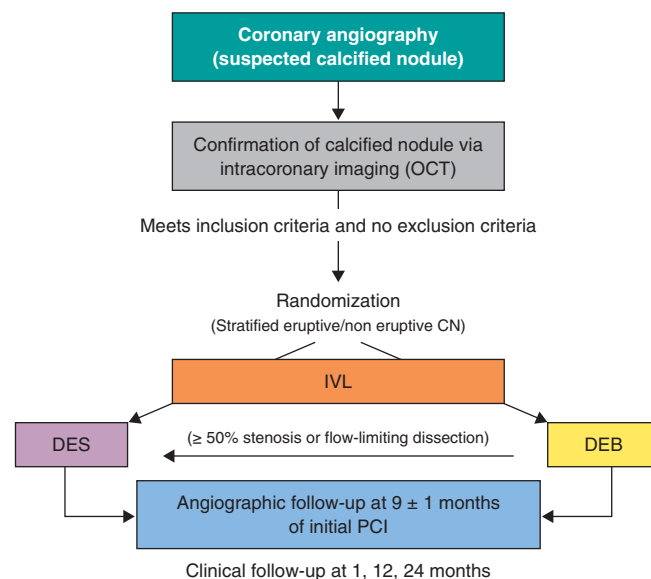 Coronary angiography
(suspected calcified nodule)
Confirmation of calcified nodule via
intracoronary imaging (OCT)
Meets inclusion criteria and no exclusion criteria
Randomization
(Stratified eruptive/non eruptive CN)
IVL
DES
(≥ 50% stenosis or flow-limiting dissection)
DEB
Angiographic follow-up at 9 ± 1 months
of initial PCI
Clinical follow-up at 1, 12, 24 months